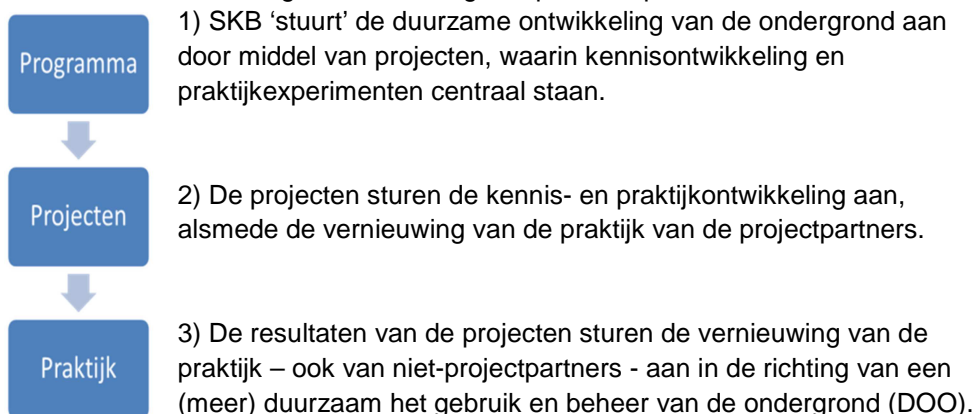 1) SKB ‘stuurt’ de duurzame ontwikkeling van de ondergrond aan
door middel van projecten, waarin kennisontwikkeling en
praktijkexperimenten centraal staan.
Programma
2) De projecten sturen de kennis- en praktijkontwikkeling aan,
alsmede de vernieuwing van de praktijk van de projectpartners.
Projecten
3) De resultaten van de projecten sturen de vernieuwing van de
praktijk – ook van niet-projectpartners - aan in de richting van een
(meer) duurzaam het gebruik en beheer van de ondergrond (DOO).
Praktijk